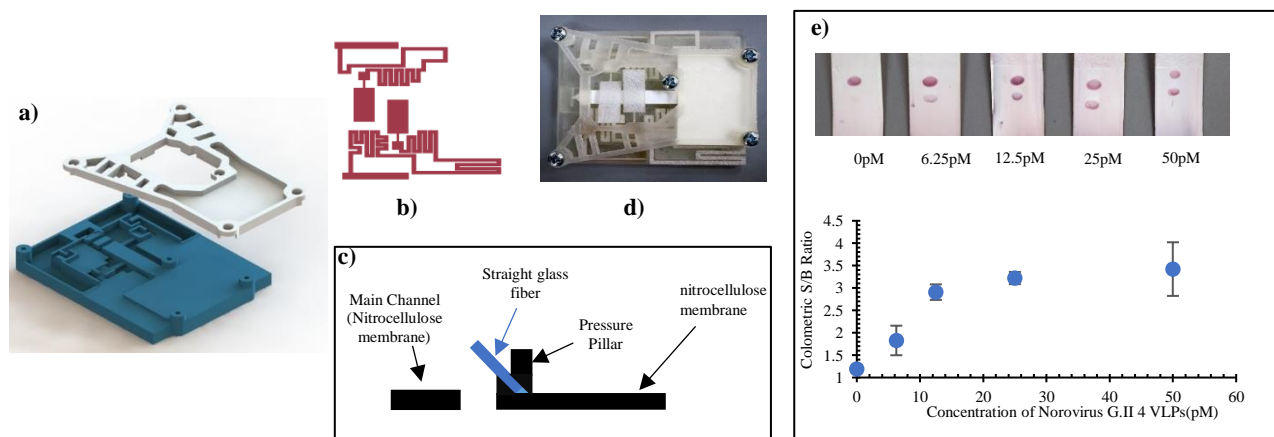 a)
b)
c)
Straight glass
fiber
Main Channel
(Nitrocellulose
membrane)
Pressure
Pillar
nitrocellulose
membrane
d)
e)
0pM 6.25pM 12.5pM 25pM 50pM
Colometric S/B Ratio
4.5
4
3.5
3
2.5
2
1.5
1
0 10 20 30 40 50 60
Concentration of Norovirus G.II 4 VLPs(pM)